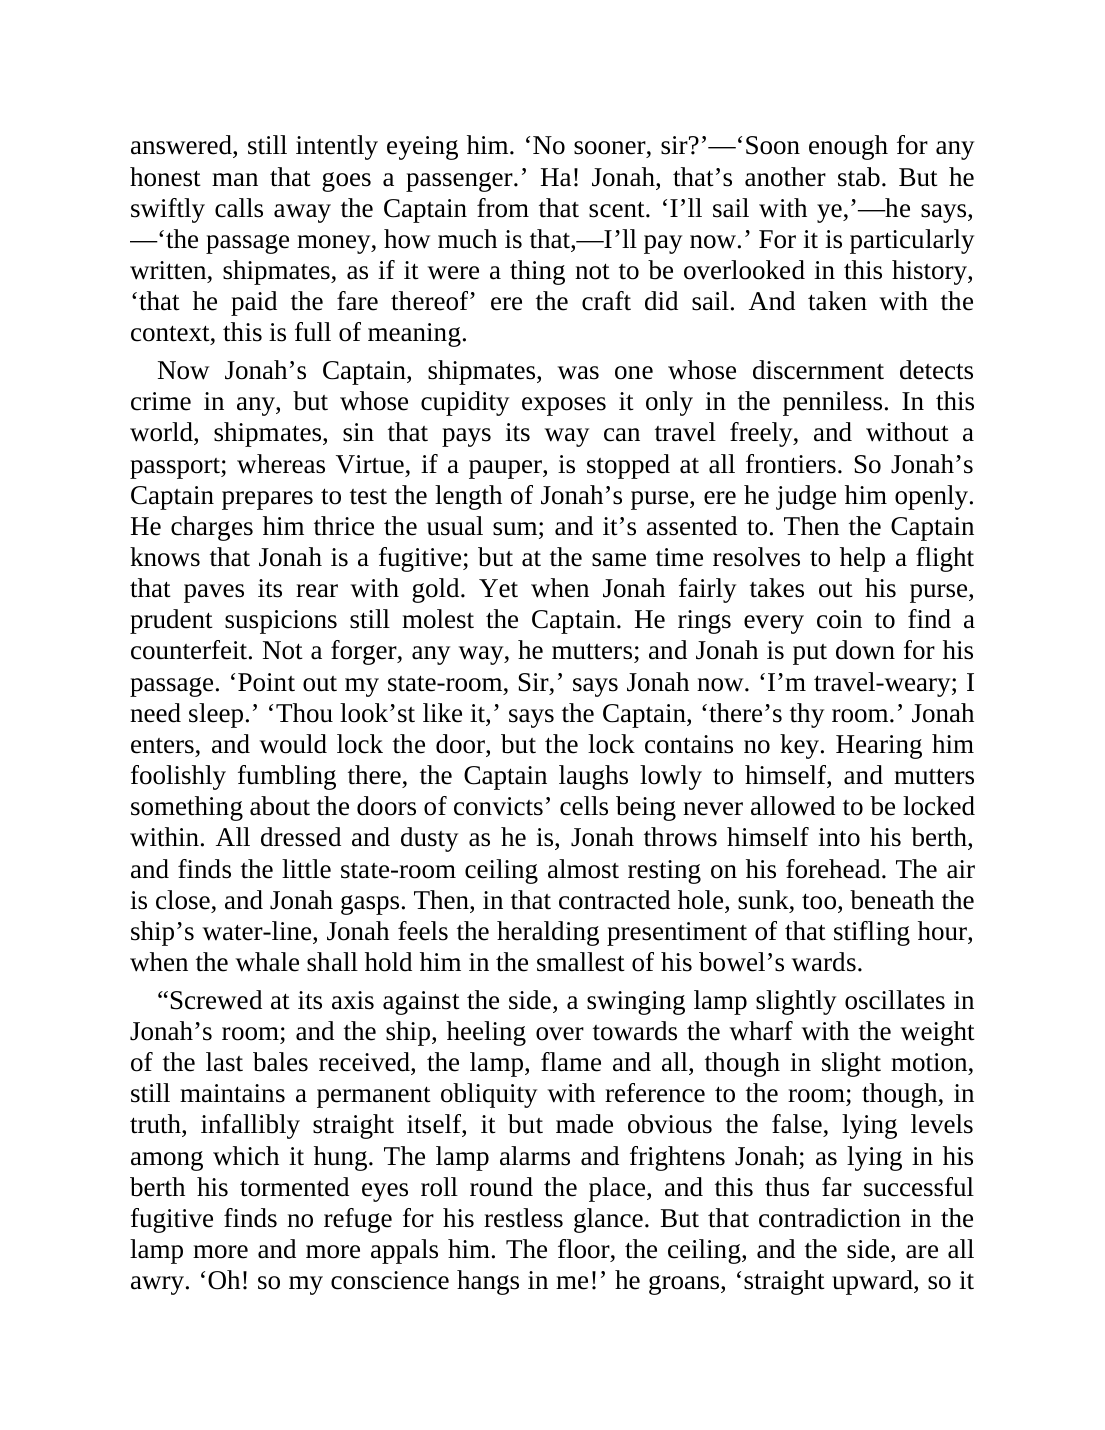 answered, still intently eyeing him. ‘No sooner, sir?’—‘Soon enough for any
honest man that goes a passenger.’ Ha! Jonah, that’s another stab. But he
swiftly calls away the Captain from that scent. ‘I’ll sail with ye,’—he says,
—‘the passage money, how much is that,—I’ll pay now.’ For it is particularly
written, shipmates, as if it were a thing not to be overlooked in this history,
‘that he paid the fare thereof’ ere the craft did sail. And taken with the
context, this is full of meaning.
Now Jonah’s Captain, shipmates, was one whose discernment detects
crime in any, but whose cupidity exposes it only in the penniless. In this
world, shipmates, sin that pays its way can travel freely, and without a
passport; whereas Virtue, if a pauper, is stopped at all frontiers. So Jonah’s
Captain prepares to test the length of Jonah’s purse, ere he judge him openly.
He charges him thrice the usual sum; and it’s assented to. Then the Captain
knows that Jonah is a fugitive; but at the same time resolves to help a flight
that paves its rear with gold. Yet when Jonah fairly takes out his purse,
prudent suspicions still molest the Captain. He rings every coin to find a
counterfeit. Not a forger, any way, he mutters; and Jonah is put down for his
passage. ‘Point out my state-room, Sir,’ says Jonah now. ‘I’m travel-weary; I
need sleep.’ ‘Thou look’st like it,’ says the Captain, ‘there’s thy room.’ Jonah
enters, and would lock the door, but the lock contains no key. Hearing him
foolishly fumbling there, the Captain laughs lowly to himself, and mutters
something about the doors of convicts’ cells being never allowed to be locked
within. All dressed and dusty as he is, Jonah throws himself into his berth,
and finds the little state-room ceiling almost resting on his forehead. The air
is close, and Jonah gasps. Then, in that contracted hole, sunk, too, beneath the
ship’s water-line, Jonah feels the heralding presentiment of that stifling hour,
when the whale shall hold him in the smallest of his bowel’s wards.
“Screwed at its axis against the side, a swinging lamp slightly oscillates in
Jonah’s room; and the ship, heeling over towards the wharf with the weight
of the last bales received, the lamp, flame and all, though in slight motion,
still maintains a permanent obliquity with reference to the room; though, in
truth, infallibly straight itself, it but made obvious the false, lying levels
among which it hung. The lamp alarms and frightens Jonah; as lying in his
berth his tormented eyes roll round the place, and this thus far successful
fugitive finds no refuge for his restless glance. But that contradiction in the
lamp more and more appals him. The floor, the ceiling, and the side, are all
awry. ‘Oh! so my conscience hangs in me!’ he groans, ‘straight upward, so it